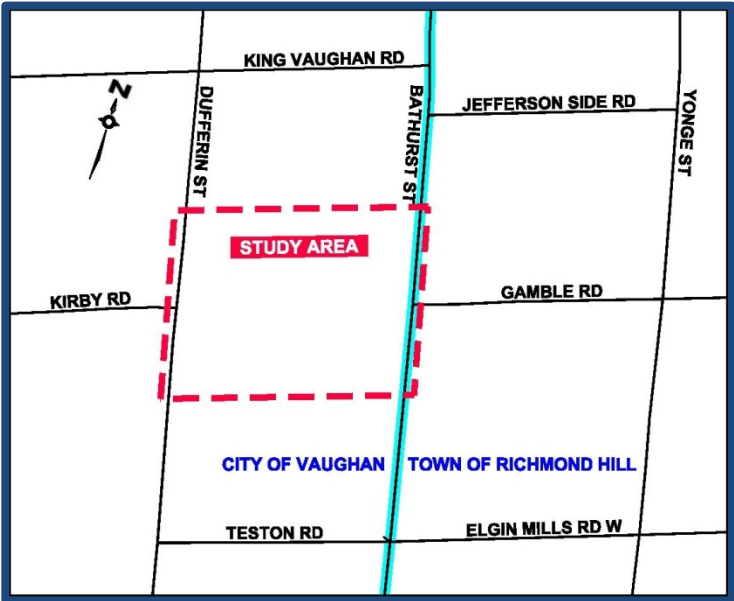 KING VAUGHAN RD
N
DUFFERIN ST
BATHURST ST
JEFFERSON SIDE RD
YONGE ST
STUDY AREA
KIRBY RD
GAMBLE RD
CITY OF VAUGHAN
TOWN OF RICHMOND HILL
TESTON RD
ELGIN MILLS RD W